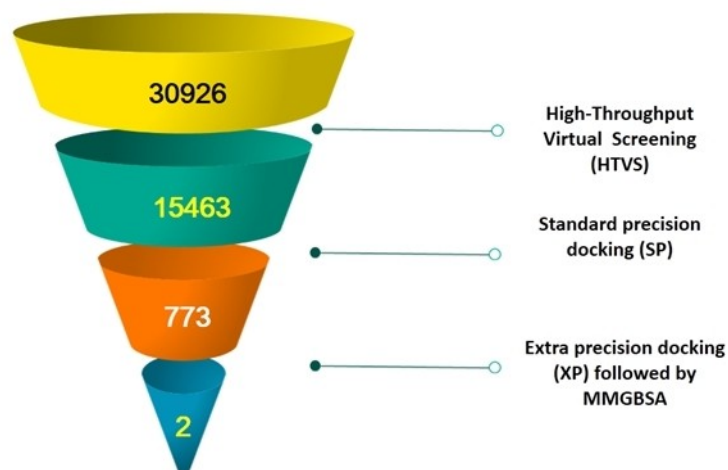 30926
High-Throughput
Virtual Screening
(HTVS)
15463
Standard precision
docking (SP)
773
Extra precision docking
(XP) followed by
MMGBSA
2